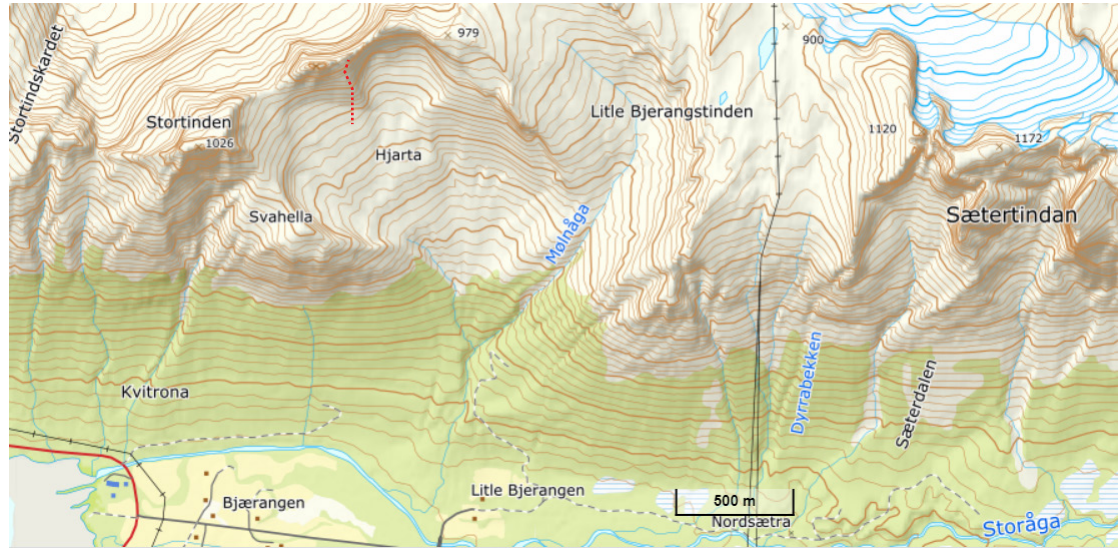 Stortindskardet
979
900
Stortinden
Litle Bjerangstinden
1120
1026
Hjarta
1172
Svahella
Sætertindan
Mølnåga
Kvitrona
Dyrrabekken
Sæterdalen
Bjærangen
Litle Bjerangen
500 m
Nordsætra
Storåga